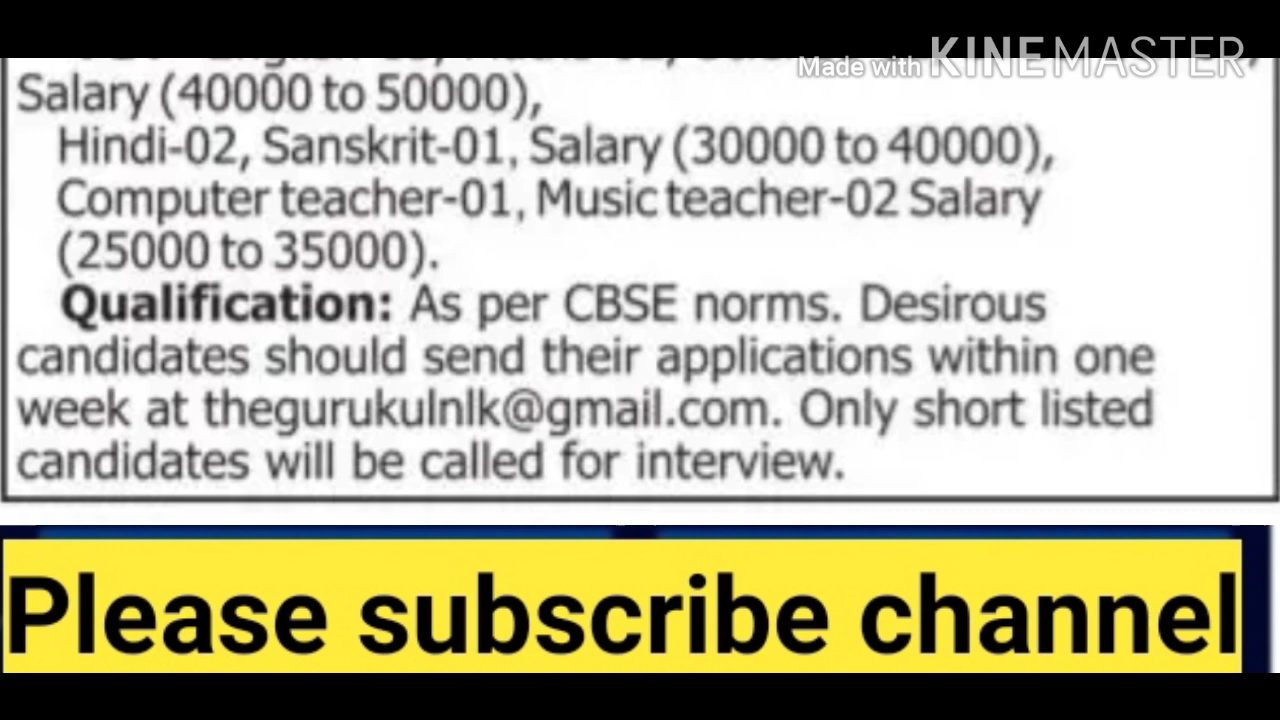 Made with KINEMASTER
Salary (40000 to 50000),
Hindi-02, Sanskrit-01, Salary (30000 to 40000),
Computer teacher-01, Music teacher-02 Salary
(25000 to 35000).
Qualification: As per CBSE norms. Desirous
candidates should send their applications within one
week at thegurukulnlk@gmail.com. Only short listed
candidates will be called for interview.
Please subscribe channel